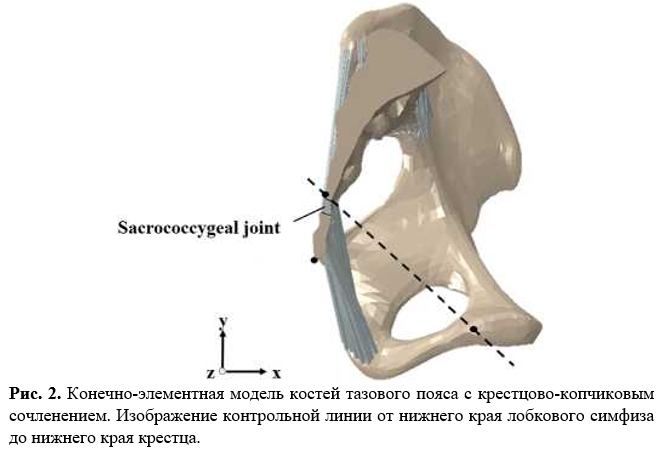 Sacrococcygeal joint
y
z
x
Рис. 2. Конечно-элементная модель костей тазового пояса с крестцово-копчиковым
сочленением. Изображение контрольной линии от нижнего края лобкового симфиза
до нижнего края крестца.